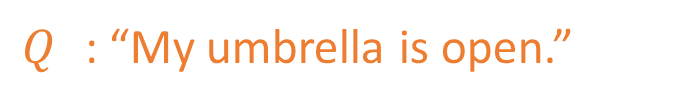 Q : “My umbrella is open.”